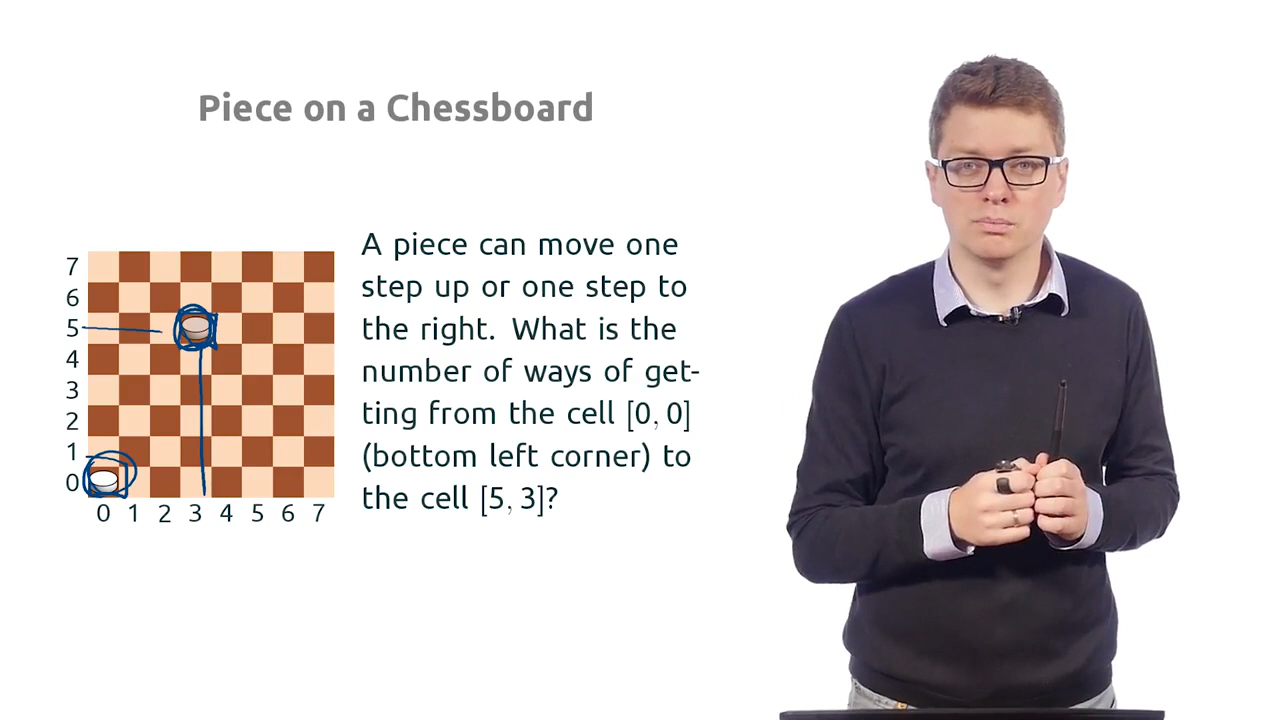 Piece on a Chessboard
A piece can move one
step up or one step to
the right. What is the
number of ways of get-
ting from the cell [0, 0]
(bottom left corner) to
the cell [5, 3]?
7
6
5
4
3
2
1
0
0 1 2 3 4 5 6 7